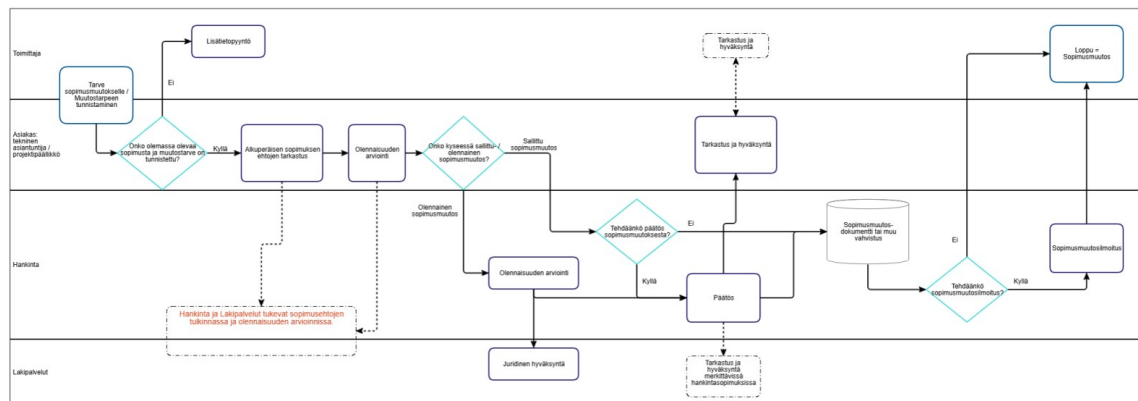 Toimittaja
Lisätietopyyntö
Tarve
sopimusmuutokselle /
Muutostarpeen
tunnistaminen
Ei
Tarkastus ja
hyväksyntä
Loppu =
Sopimusmuutos
Asiakas:
tekninen
asiantuntija /
projektipäällikkö
Onko olemassa olevaa
sopimusta ja muutostarve on
tunnistettu?
Kyllä
Alkuperäisen sopimuksen
ehtojen tarkastus
Olennaisuuden
arviointi
Onko kyseessä sallittu- /
olennainen
sopimusmuutos?
Sallittu
sopimusmuutos
Tarkastus ja hyväksyntä
Olennainen
sopimusmuutos
Hankinta
Tehdäänkö päätös
sopimusmuutoksesta?
Ei
Kyllä
Sopimusmuutos-
dokumentti tai muu
vahvistus
Ei
Sopimusmuutosilmoitus
Olennaisuuden arviointi
Päätös
Tehdäänkö
sopimusmuutosilmoitus?
Kyllä
Hankinta ja Lakipalvelut tukevat sopimusehtojen
tulkinnassa ja olennaisuuden arvioinnissa.
Lakipalvelut
Juridinen hyväksyntä
Tarkastus ja
hyväksyntä
merkittävissä
hankintasopimuksissa